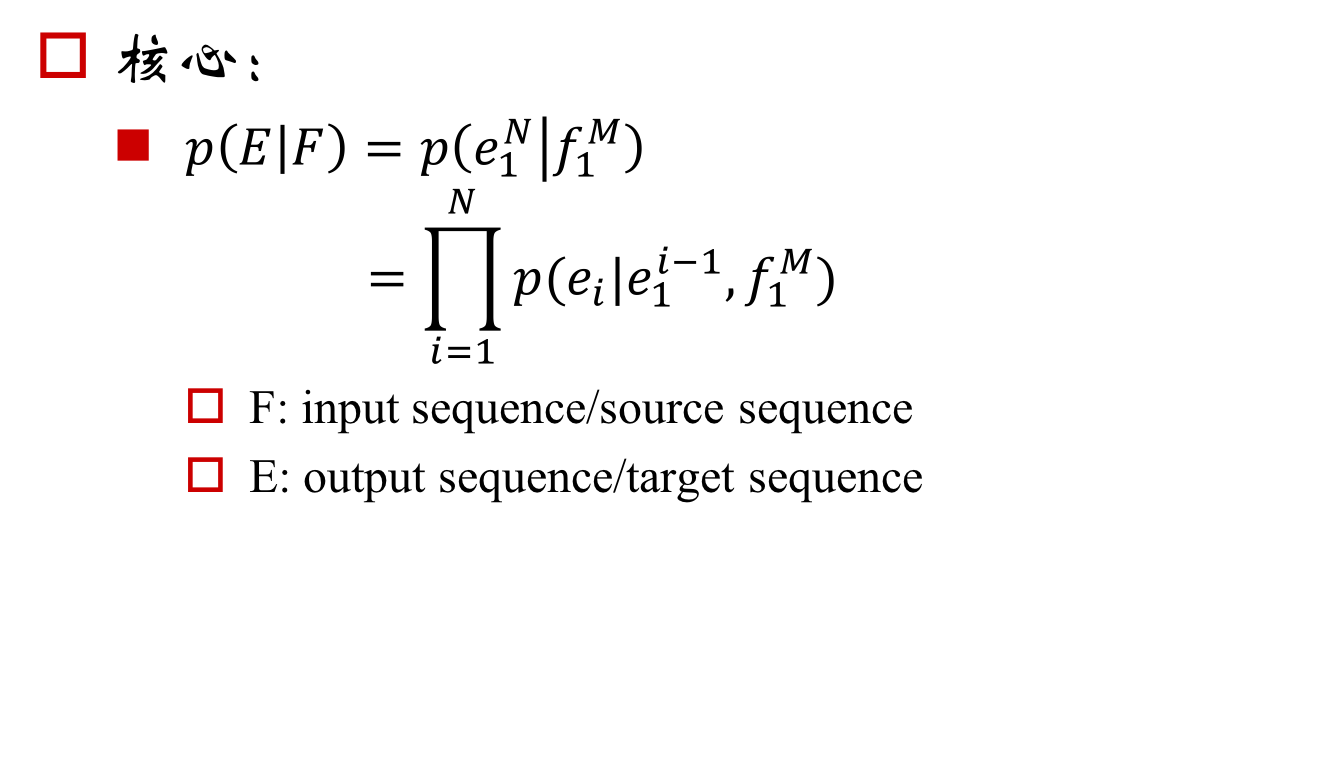 核心：
p(E|F) = p(e_1^N|f_1^M)
= ∏_{i=1}^{N} p(e_i|e_1^{i−1}, f_1^M)
F: input sequence/source sequence
E: output sequence/target sequence